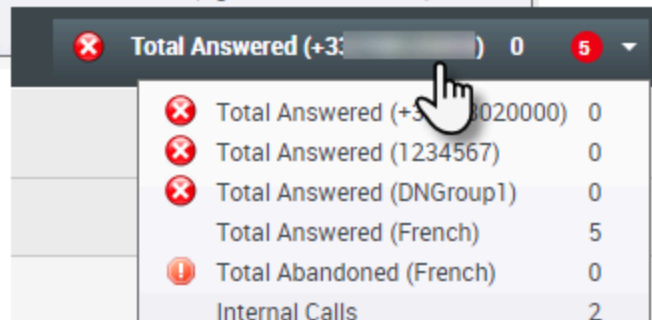 Total Answered (+33 ) 0 5
Total Answered (+3 3020000) 0
Total Answered (1234567) 0
Total Answered (DNGroup1) 0
Total Answered (French) 5
Total Abandoned (French) 0
Internal Calls 2